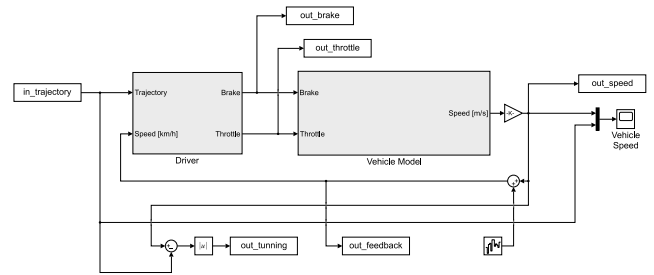 out_brake
out_throttle
in_trajectory
Trajectory
Brake
Speed [km/h]
Throttle
Driver
Brake
Throttle
Speed [m/s]
Vehicle Model
-K-
out_speed
Vehicle
Speed
|u|
out_tunning
out_feedback